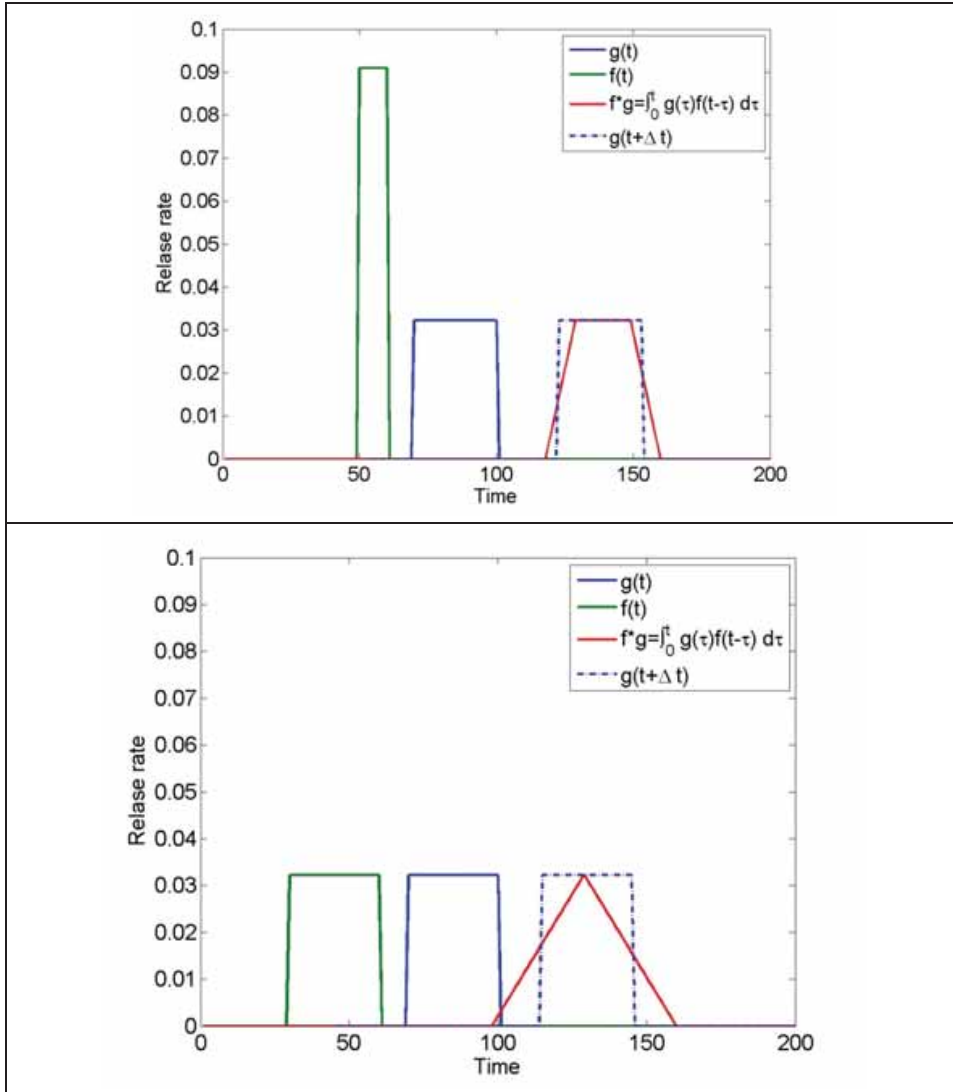 0.1
0.09
0.08
0.07
0.06
0.05
0.04
0.03
0.02
0.01
0
Relase rate
g(t)
f(t)
f*g=∫₀ᵗ g(τ)f(t-τ) dτ
g(t+Δ t)
0 50 100 150 200
Time
0.1
0.09
0.08
0.07
0.06
0.05
0.04
0.03
0.02
0.01
0
Relase rate
g(t)
f(t)
f*g=∫₀ᵗ g(τ)f(t-τ) dτ
g(t+Δ t)
0 50 100 150 200
Time